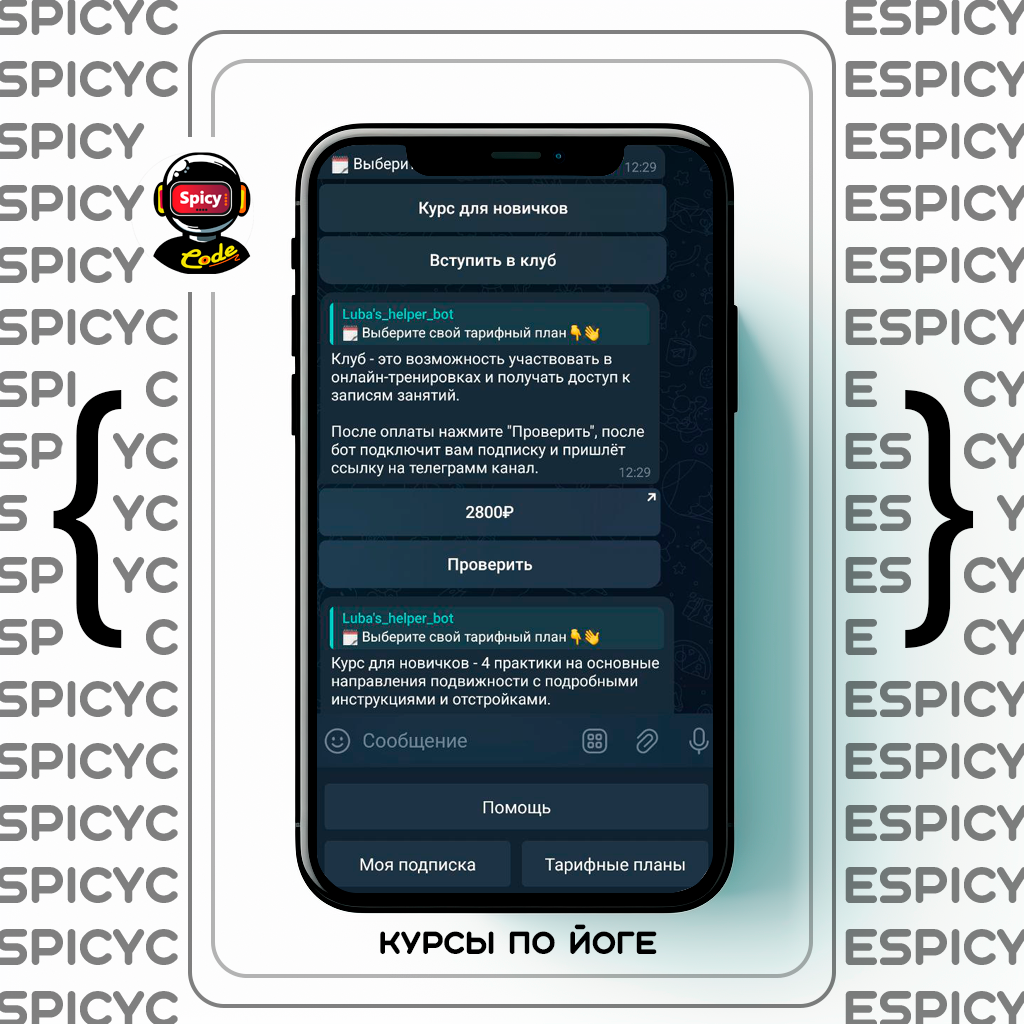 SPICYC ESPICY
SPICYC ESPICY
SPICY ESPICY
SPICY ESPICY
SPICY ESPICY
SPICYC ESPICY
SPI C E CY
SP YC ES CY
S YC ES Y
SP YC ES CY
SP C E CY
SPICYC ESPICY
SPICYC ESPICY
SPICYC ESPICY
SPICYC ESPICY
SPICYC ESPICY
SPICYC ESPICY
Spicy
Code
{ }
🗓 Выбери. 12:29
Курс для новичков
Вступить в клуб
Luba's_helper_bot
🗓 Выберите свой тарифный план👇👋
Клуб - это возможность участвовать в
онлайн-тренировках и получать доступ к
записям занятий.
После оплаты нажмите "Проверить", после
бот подключит вам подписку и пришлёт
ссылку на телеграмм канал. 12:29
2800₽
Проверить
Luba's_helper_bot
🗓 Выберите свой тарифный план👇👋
Курс для новичков - 4 практики на основные
направления подвижности с подробными
инструкциями и отстройками.
Сообщение
Помощь
Моя подписка Тарифные планы
КУРСЫ ПО ЙОГЕ